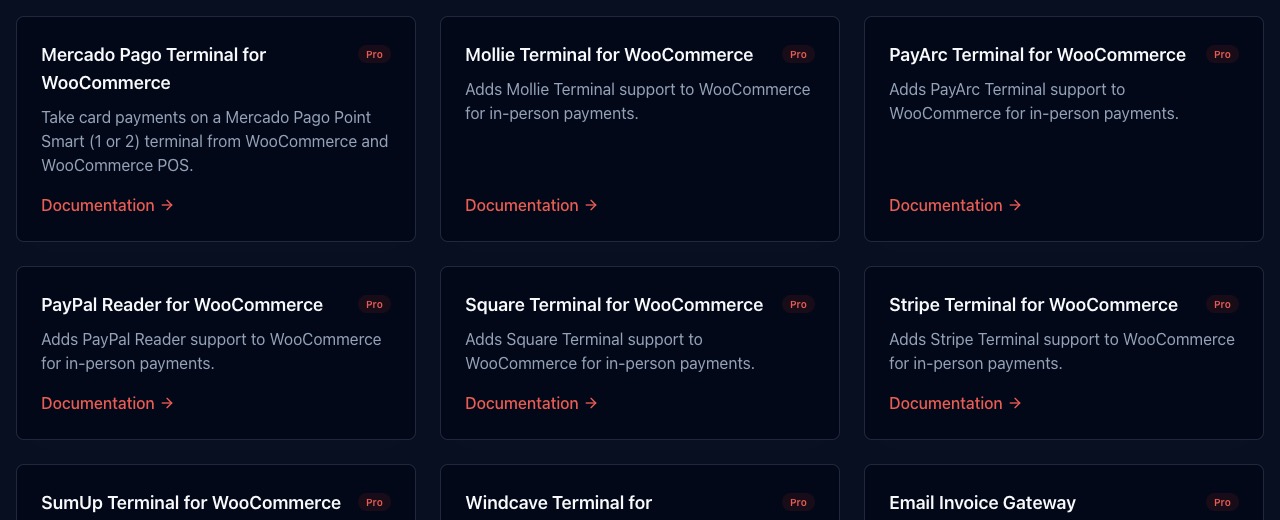 Mercado Pago Terminal for
WooCommerce
Pro
Take card payments on a Mercado Pago Point
Smart (1 or 2) terminal from WooCommerce and
WooCommerce POS.
Documentation →
Mollie Terminal for WooCommerce
Pro
Adds Mollie Terminal support to WooCommerce
for in-person payments.
Documentation →
PayArc Terminal for WooCommerce
Pro
Adds PayArc Terminal support to
WooCommerce for in-person payments.
Documentation →
PayPal Reader for WooCommerce
Pro
Adds PayPal Reader support to WooCommerce
for in-person payments.
Documentation →
Square Terminal for WooCommerce
Pro
Adds Square Terminal support to
WooCommerce for in-person payments.
Documentation →
Stripe Terminal for WooCommerce
Pro
Adds Stripe Terminal support to WooCommerce
for in-person payments.
Documentation →
SumUp Terminal for WooCommerce
Pro
Windcave Terminal for
Pro
Email Invoice Gateway
Pro